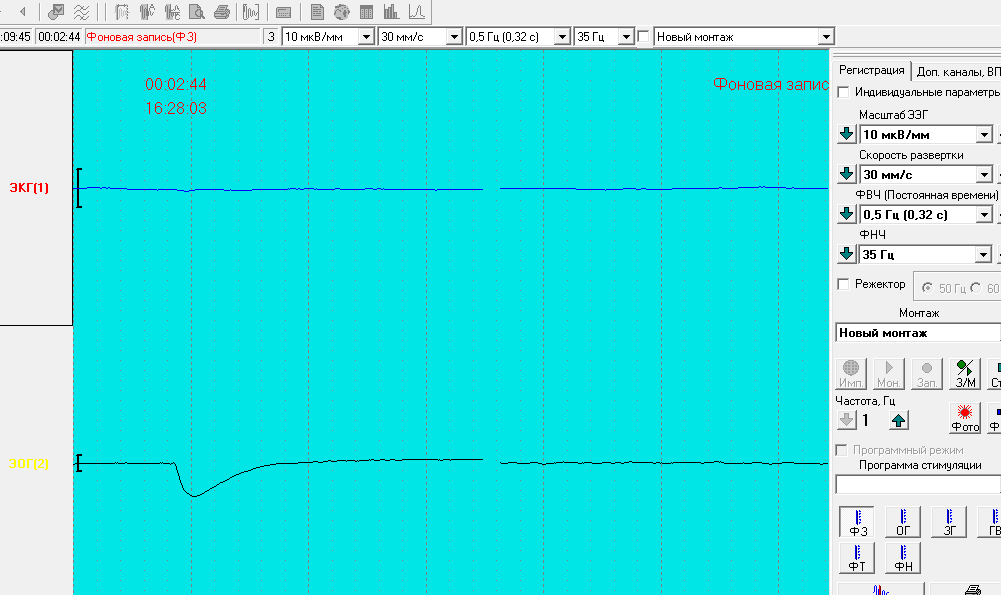 :09:45 00:02:44 Фоновая запись(ФЗ) 3 10 мкВ/мм 30 мм/с 0,5 Гц (0,32 с) 35 Гц Новый монтаж
00:02:44
16:28:03
Фоновая запис
ЭКГ(1)
ЭОГ(2)
Регистрация Доп. каналы, ВП
Индивидуальные параметры
Масштаб ЭЭГ
10 мкВ/мм
Скорость развертки
30 мм/с
ФВЧ (Постоянная времени)
0,5 Гц (0,32 с)
ФНЧ
35 Гц
Режектор 50 Гц 60
Монтаж
Новый монтаж
Имп. Мон. Зап. З/М Ст
Частота, Гц
1
Фото Ф
Программный режим
Программа стимуляции
ФЗ ОГ ЗГ ГВ
ФТ ФН